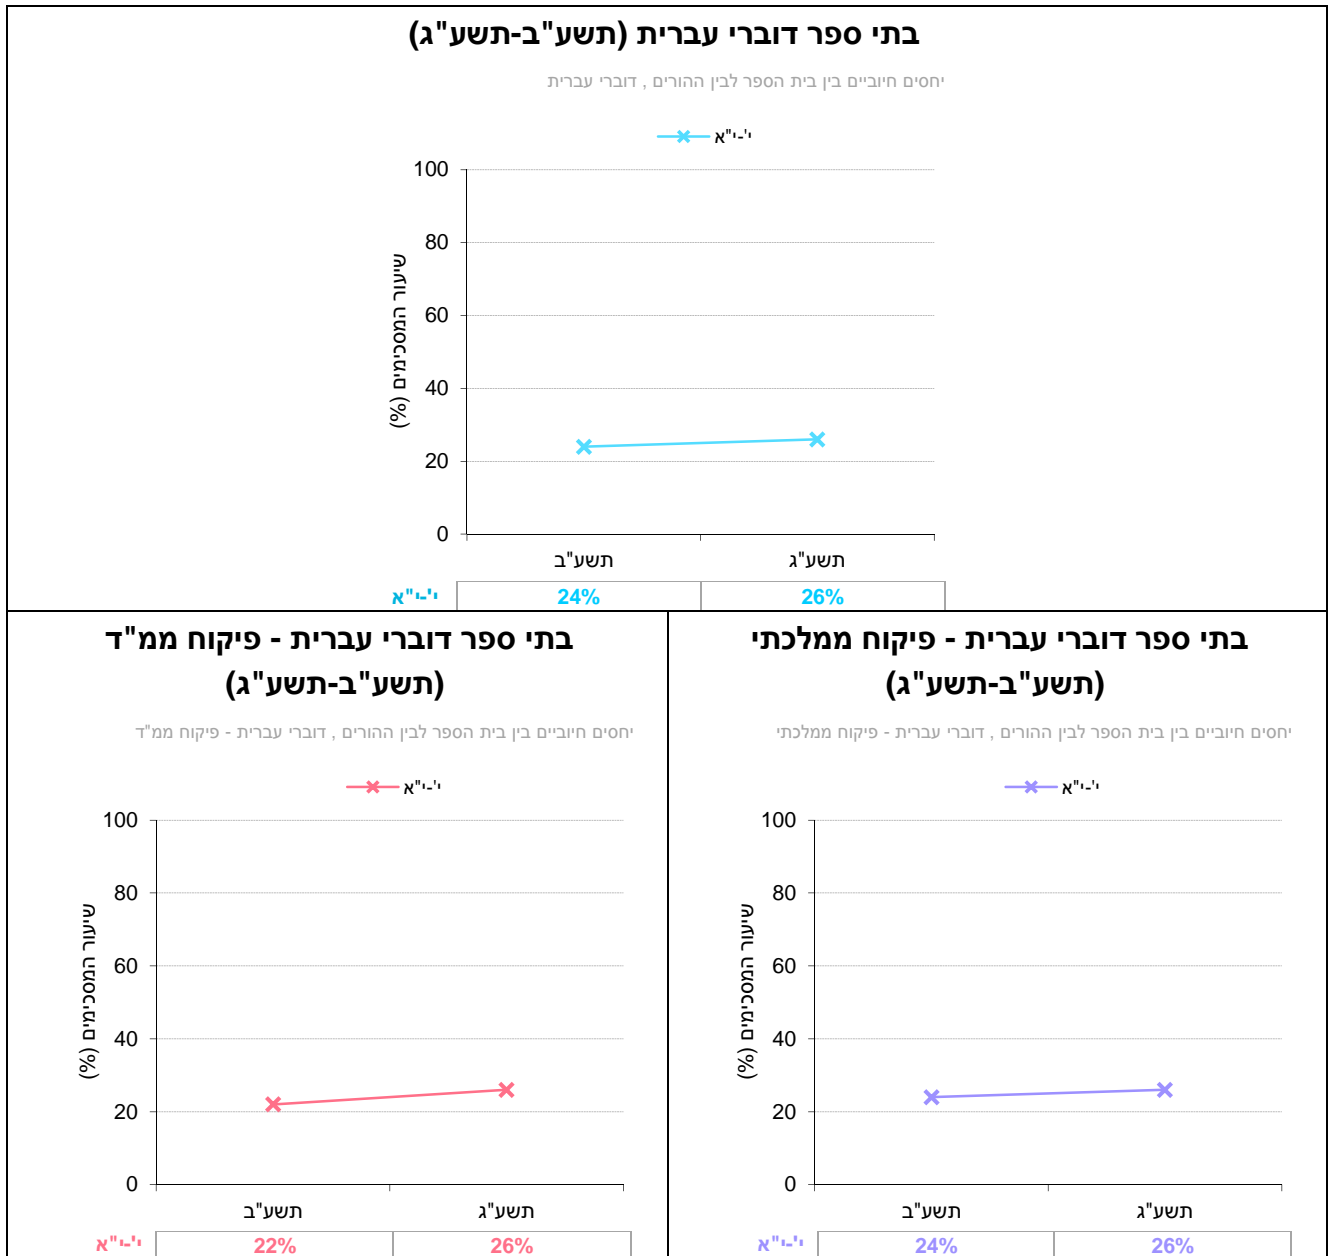 בתי ספר דוברי עברית (תשע"ב-תשע"ג)
יחסים חיוביים בין בית הספר לבין ההורים , דוברי עברית
י'-י"א
שיעור המסכימים (%)
100
80
60
40
20
0
תשע"ב תשע"ג
י'-י"א 24% 26%
בתי ספר דוברי עברית - פיקוח ממלכתי
(תשע"ב-תשע"ג)
יחסים חיוביים בין בית הספר לבין ההורים , דוברי עברית - פיקוח ממלכתי
י'-י"א
שיעור המסכימים (%)
100
80
60
40
20
0
תשע"ב תשע"ג
י'-י"א 24% 26%
בתי ספר דוברי עברית - פיקוח ממ"ד
(תשע"ב-תשע"ג)
יחסים חיוביים בין בית הספר לבין ההורים , דוברי עברית - פיקוח ממ"ד
י'-י"א
שיעור המסכימים (%)
100
80
60
40
20
0
תשע"ב תשע"ג
י'-י"א 22% 26%